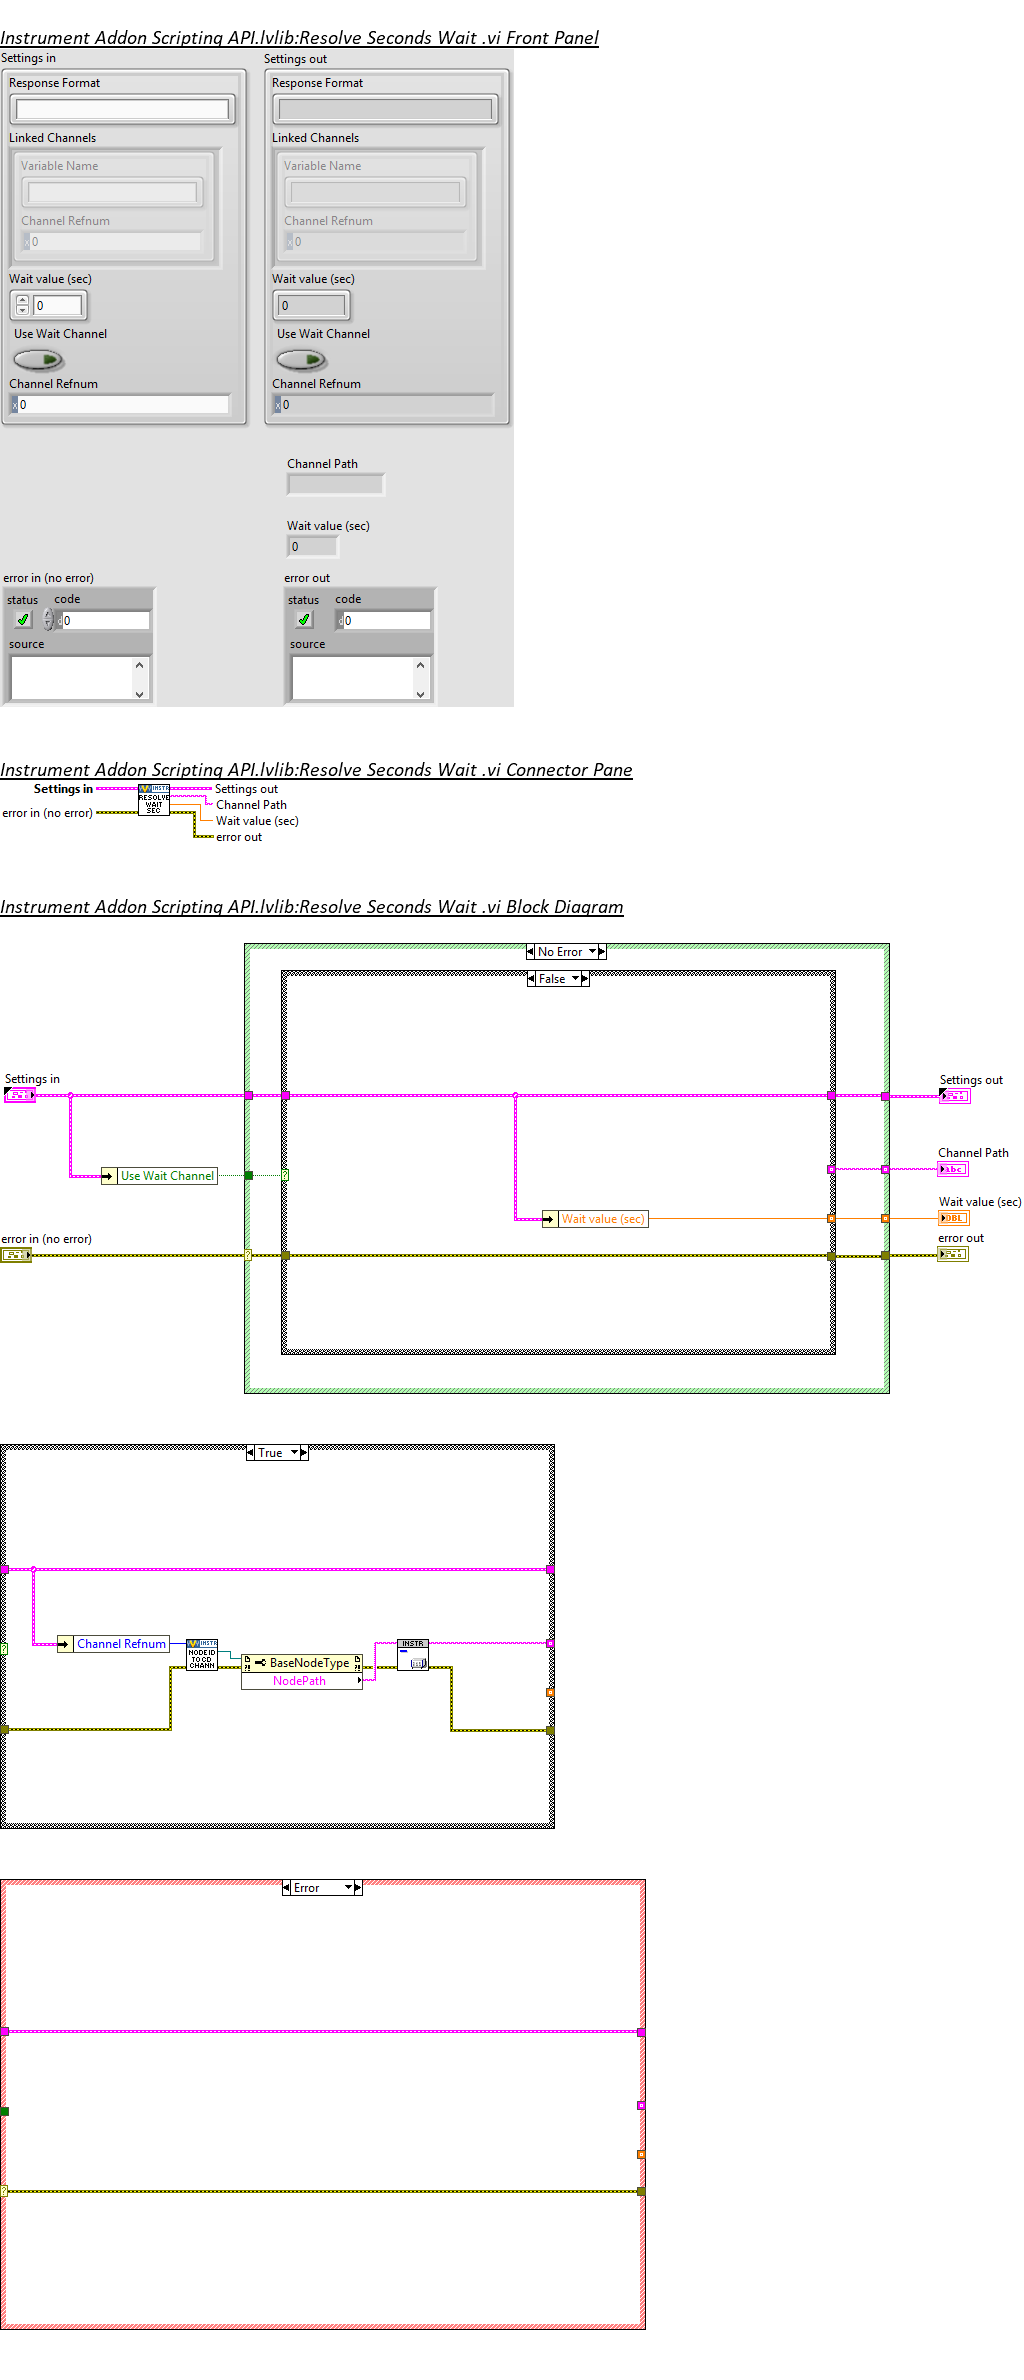 Instrument Addon Scripting API.lvlib:Resolve Seconds Wait .vi Front Panel
Settings in
Settings out
Response Format
Response Format
Linked Channels
Linked Channels
Variable Name
Variable Name
Channel Refnum
Channel Refnum
x 0
x 0
Wait value (sec)
Wait value (sec)
0
0
Use Wait Channel
Use Wait Channel
Channel Refnum
Channel Refnum
x 0
x 0
Channel Path
Wait value (sec)
0
error in (no error)
error out
status code
status code
d 0
d 0
source
source
Instrument Addon Scripting API.lvlib:Resolve Seconds Wait .vi Connector Pane
Settings in
INSTR
RESOLVE
WAIT
SEC
Settings out
Channel Path
error in (no error)
Wait value (sec)
error out
Instrument Addon Scripting API.lvlib:Resolve Seconds Wait .vi Block Diagram
No Error
False
Settings in
Settings out
Use Wait Channel
?
Channel Path
abc
Wait value (sec)
Wait value (sec)
DBL
error in (no error)
?
error out
True
?
Channel Refnum
INSTR
NODE ID
TO CD
CHANN
BaseNodeType
NodePath
INSTR
Error
?